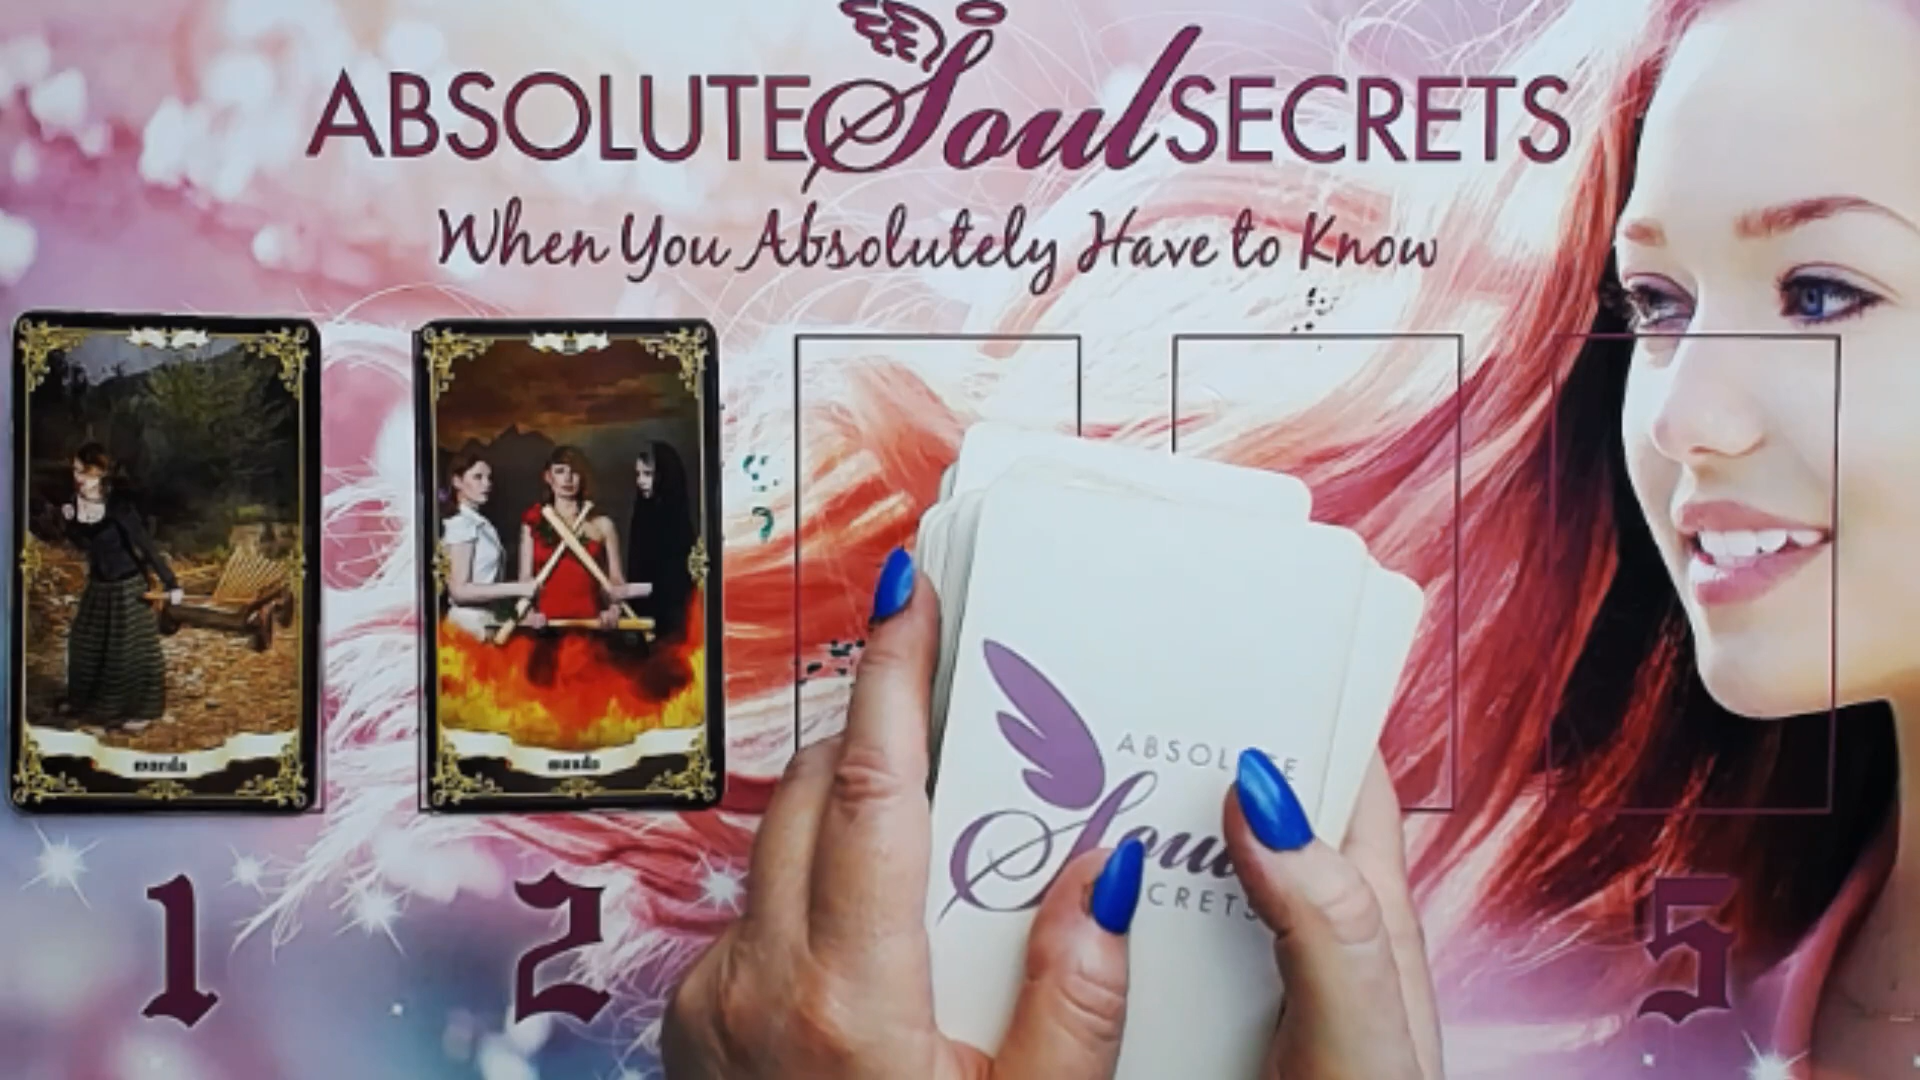 ABSOLUTE Soul SECRETS
When You Absolutely Have to Know
wands
wands
ABSOLUTE
Soul
SECRETS
1
2
5